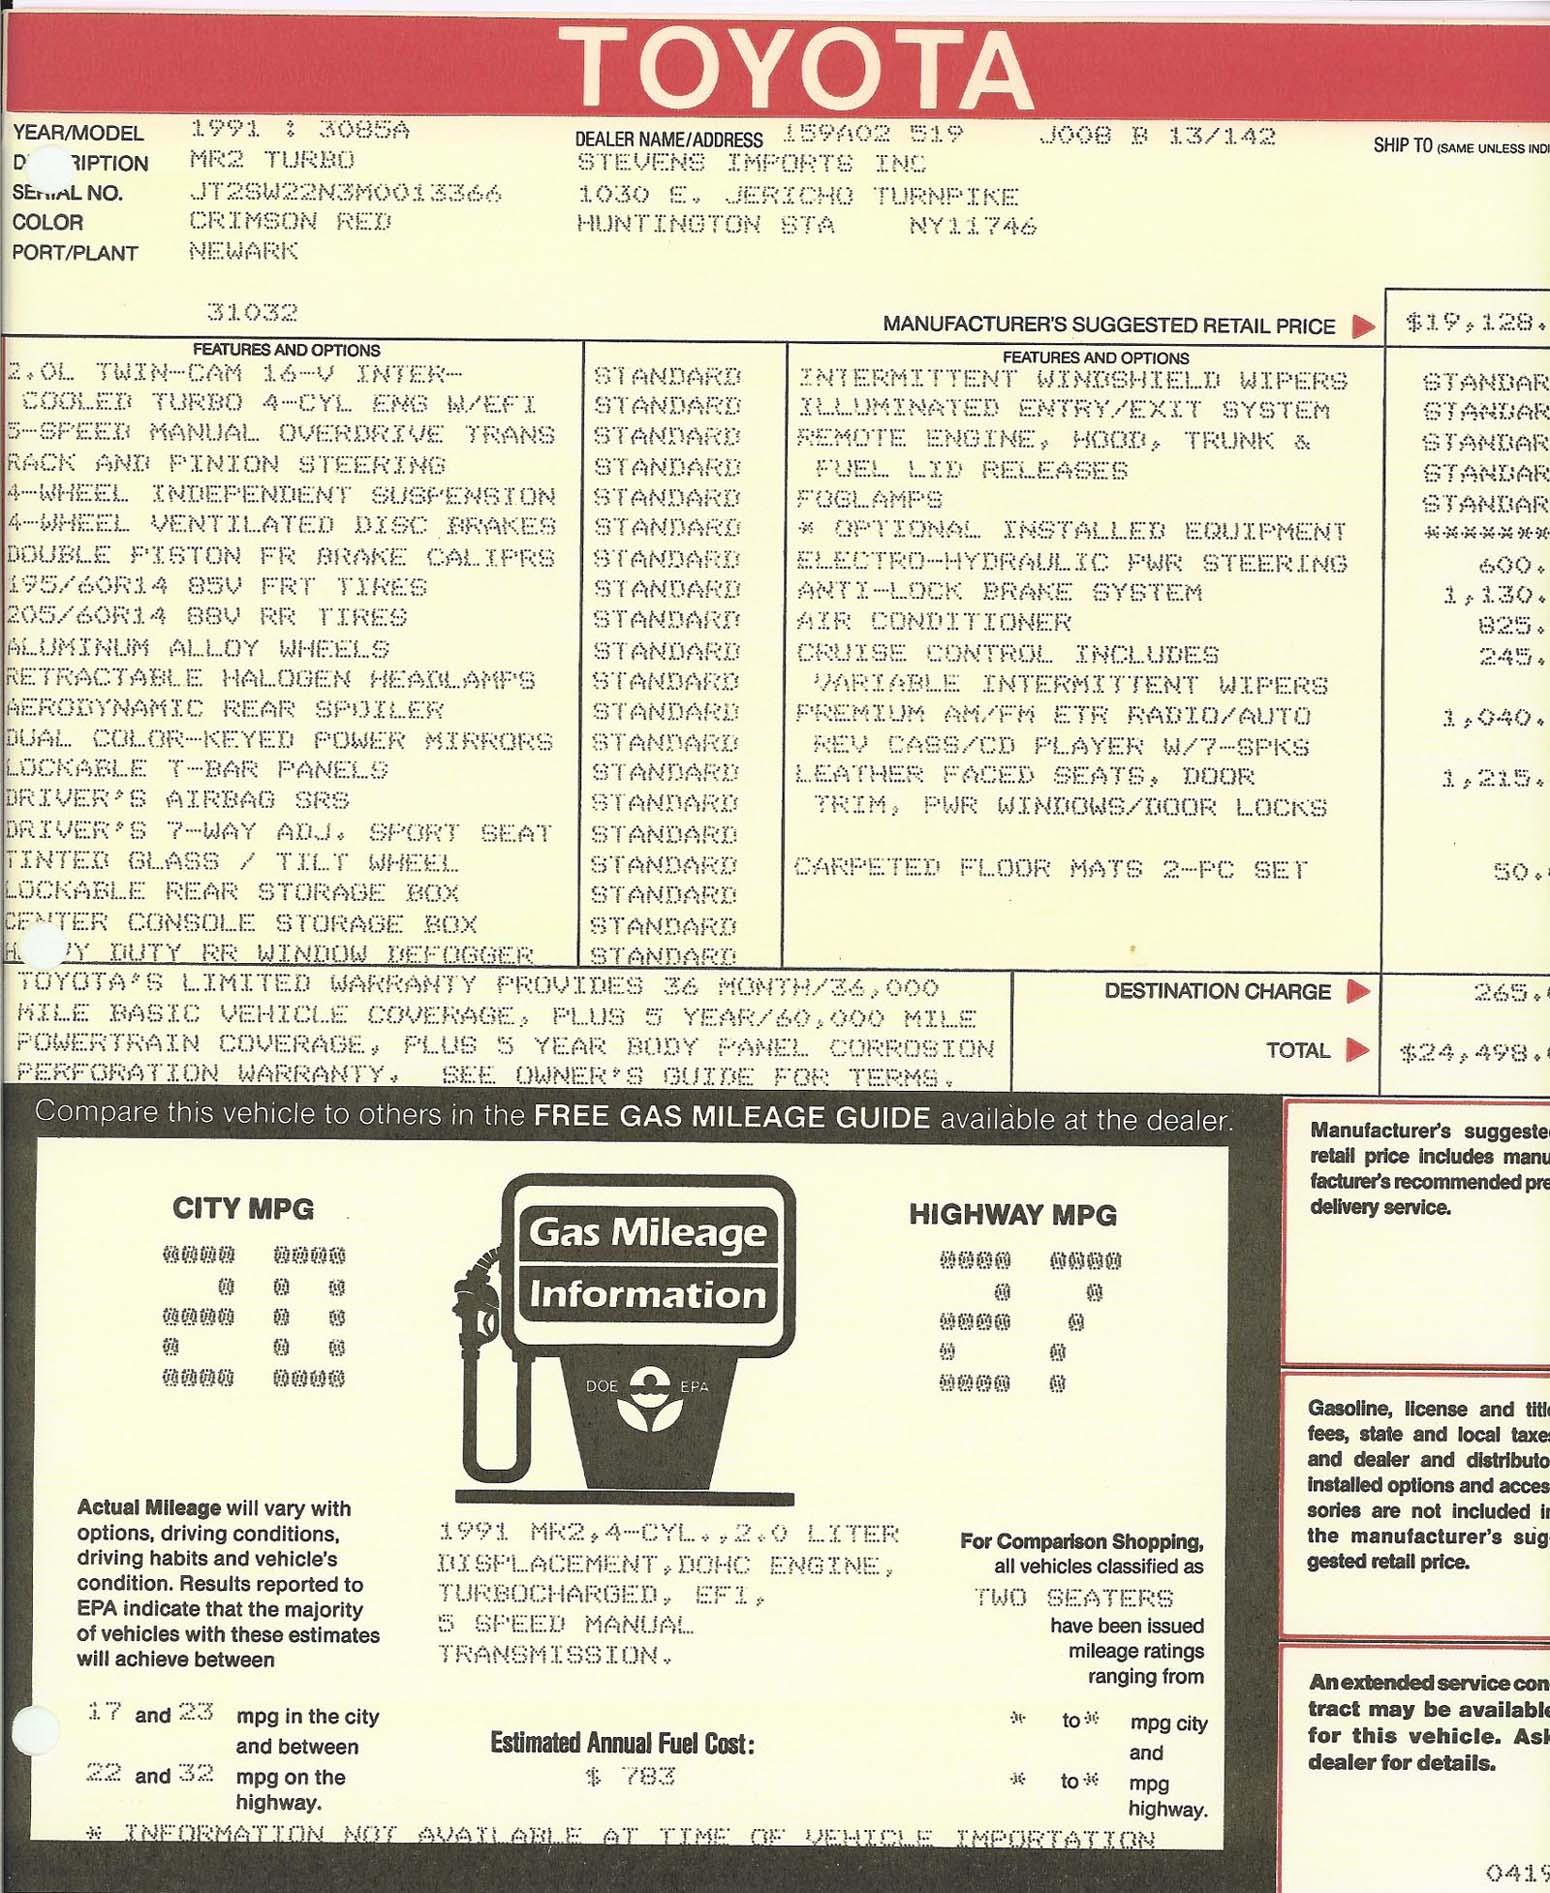 TOYOTA
YEAR/MODEL 1991 : 3085A
DEALER NAME/ADDRESS 159A02 519 J008 B 13/142
SHIP TO (SAME UNLESS INDI
MR2 TURBO
STEVENS IMPORTS INC
SERIAL NO. JT2SW22N3M0013366
1030 E. JERICHO TURNPIKE
COLOR CRIMSON RED
HUNTINGTON STA NY11746
PORT/PLANT NEWARK
31032
MANUFACTURER'S SUGGESTED RETAIL PRICE $19,128.
FEATURES AND OPTIONS
2.0L TWIN-CAM 16-V INTER- STANDARD
COOLED TURBO 4-CYL ENG W/EFI STANDARD
5-SPEED MANUAL OVERDRIVE TRANS STANDARD
RACK AND PINION STEERING STANDARD
4-WHEEL INDEPENDENT SUSPENSION STANDARD
4-WHEEL VENTILATED DISC BRAKES STANDARD
DOUBLE PISTON FR BRAKE CALIPRS STANDARD
195/60R14 85V FRT TIRES STANDARD
205/60R14 88V RR TIRES STANDARD
ALUMINUM ALLOY WHEELS STANDARD
RETRACTABLE HALOGEN HEADLAMPS STANDARD
AERODYNAMIC REAR SPOILER STANDARD
DUAL COLOR-KEYED POWER MIRRORS STANDARD
LOCKABLE T-BAR PANELS STANDARD
DRIVER'S AIRBAG SRS STANDARD
DRIVER'S 7-WAY ADJ. SPORT SEAT STANDARD
TINTED GLASS / TILT WHEEL STANDARD
LOCKABLE REAR STORAGE BOX STANDARD
CENTER CONSOLE STORAGE BOX STANDARD
DUTY RR WINDOW DEFOGGER STANDARD
FEATURES AND OPTIONS
INTERMITTENT WINDSHIELD WIPERS STANDAR
ILLUMINATED ENTRY/EXIT SYSTEM STANDAR
REMOTE ENGINE, HOOD, TRUNK & STANDAR
FUEL LID RELEASES STANDAR
FOGLAMPS STANDAR
* OPTIONAL INSTALLED EQUIPMENT *******
ELECTRO-HYDRAULIC PWR STEERING 600.
ANTI-LOCK BRAKE SYSTEM 1,130.
AIR CONDITIONER 825.
CRUISE CONTROL INCLUDES 245.
VARIABLE INTERMITTENT WIPERS
PREMIUM AM/FM ETR RADIO/AUTO 1,040.
REV CASS/CD PLAYER W/7-SPKS
LEATHER FACED SEATS, DOOR 1,215.
TRIM, PWR WINDOWS/DOOR LOCKS
CARPETED FLOOR MATS 2-PC SET 50.
TOYOTA'S LIMITED WARRANTY PROVIDES 36 MONTH/36,000
MILE BASIC VEHICLE COVERAGE, PLUS 5 YEAR/60,000 MILE
POWERTRAIN COVERAGE, PLUS 5 YEAR BODY PANEL CORROSION
PERFORATION WARRANTY. SEE OWNER'S GUIDE FOR TERMS.
DESTINATION CHARGE 265.
TOTAL $24,498.
Compare this vehicle to others in the FREE GAS MILEAGE GUIDE available at the dealer.
CITY MPG
20
Gas Mileage
Information
DOE EPA
HIGHWAY MPG
27
Actual Mileage will vary with
options, driving conditions,
driving habits and vehicle's
condition. Results reported to
EPA indicate that the majority
of vehicles with these estimates
will achieve between
17 and 23 mpg in the city
and between
22 and 32 mpg on the
highway.
1991 MR2,4-CYL.,2.0 LITER
DISPLACEMENT,DOHC ENGINE,
TURBOCHARGED, EFI,
5 SPEED MANUAL
TRANSMISSION.
Estimated Annual Fuel Cost:
$ 783
For Comparison Shopping,
all vehicles classified as
TWO SEATERS
have been issued
mileage ratings
ranging from
* to * mpg city
and
* to * mpg
highway.
* INFORMATION NOT AVAILABLE AT TIME OF VEHICLE IMPORTATION
Manufacturer's suggested
retail price includes manu
facturer's recommended pre
delivery service.
Gasoline, license and title
fees, state and local taxes
and dealer and distributo
installed options and acces
sories are not included in
the manufacturer's sug-
gested retail price.
An extended service con-
tract may be available
for this vehicle. Ask
dealer for details.
0419